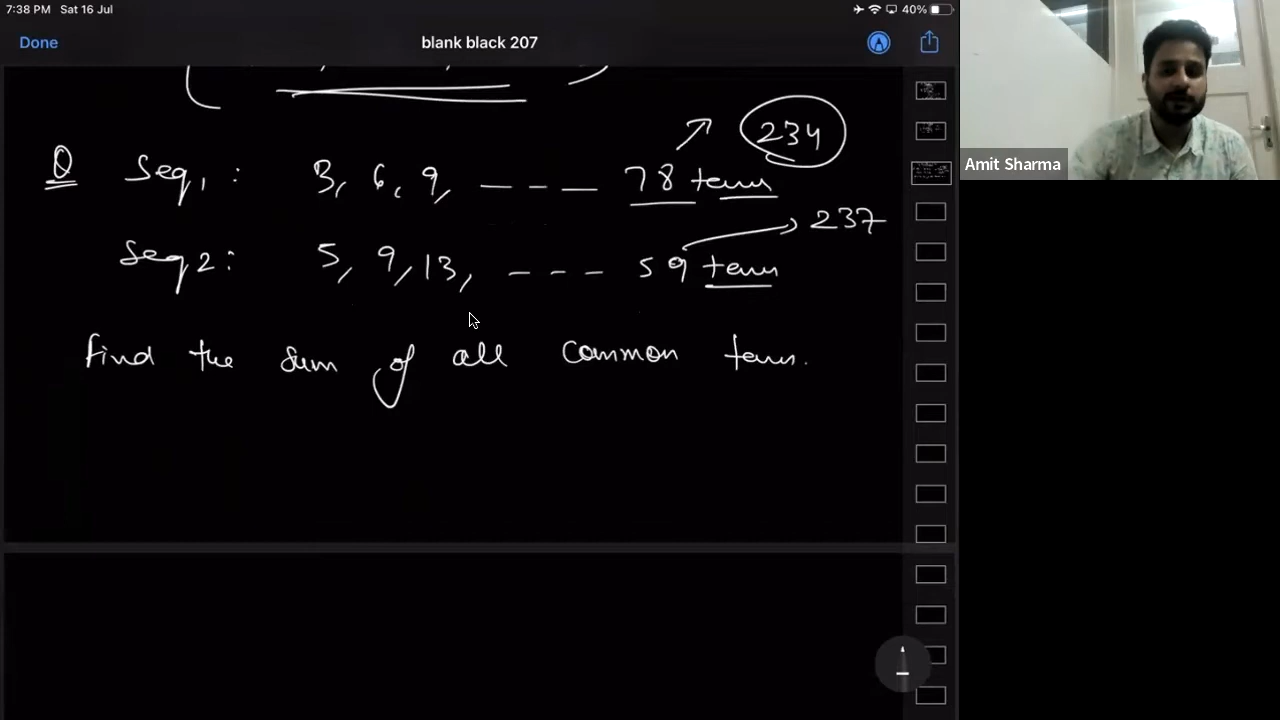 7:38 PM Sat 16 Jul 40%
Done blank black 207
234
Q Seq1 : 3, 6, 9, - - - 78 term
Amit Sharma
237
Seq2 : 5, 9, 13, - - - 59 term
find the sum of all common term.